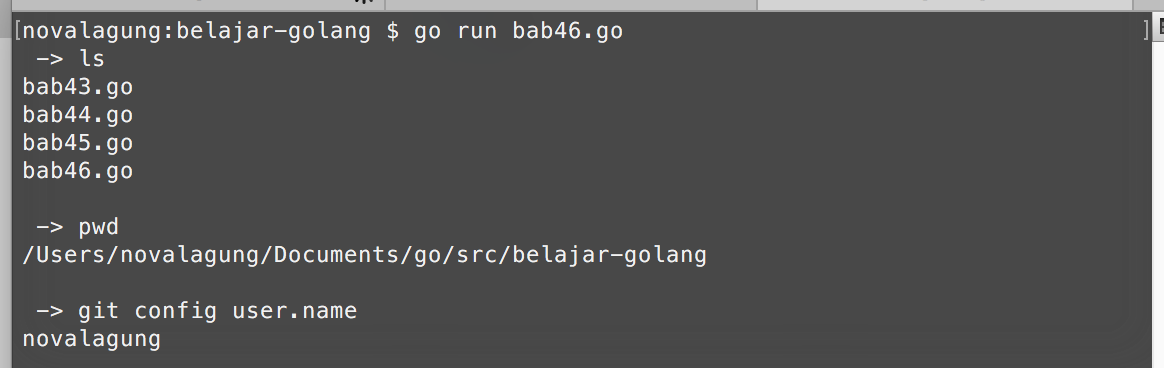 [novalagung:belajar-golang $ go run bab46.go ]
-> ls
bab43.go
bab44.go
bab45.go
bab46.go
-> pwd
/Users/novalagung/Documents/go/src/belajar-golang
-> git config user.name
novalagung